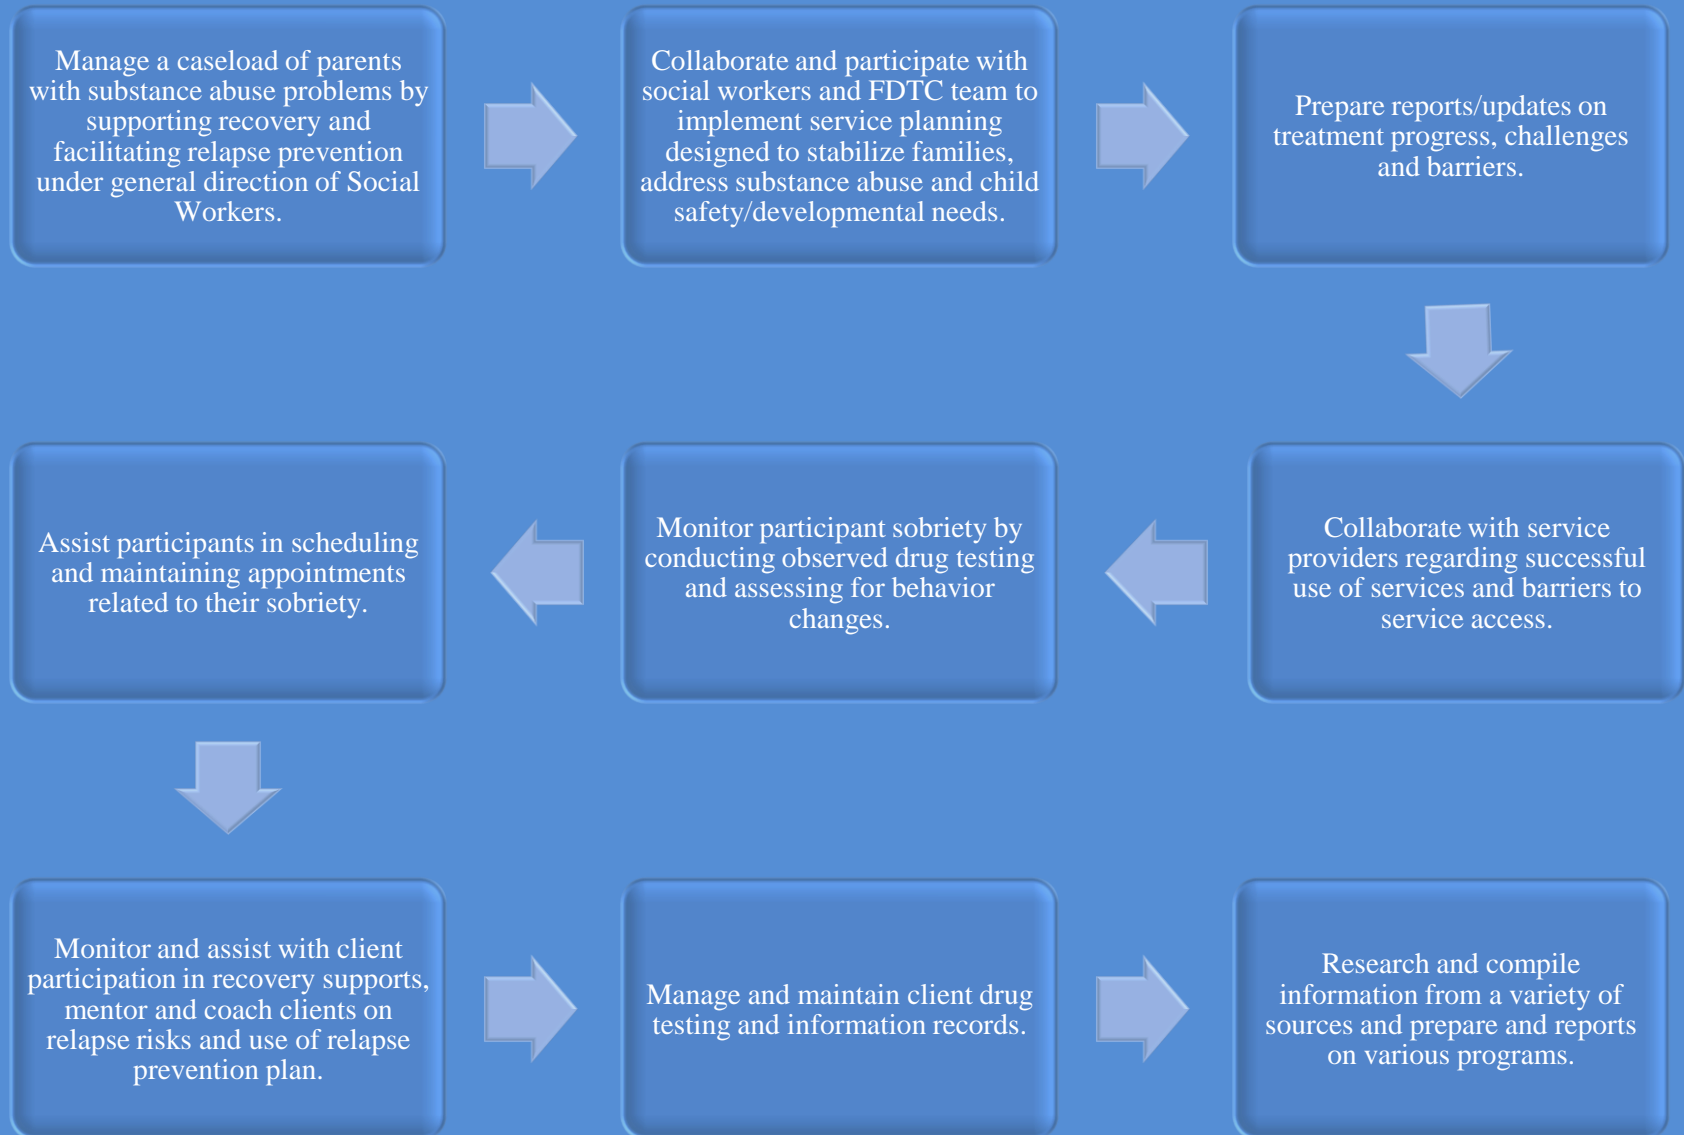 Manage a caseload of parents
with substance abuse problems by
supporting recovery and
facilitating relapse prevention
under general direction of Social
Workers.
Collaborate and participate with
social workers and FDTC team to
implement service planning
designed to stabilize families,
address substance abuse and child
safety/developmental needs.
Prepare reports/updates on
treatment progress, challenges
and barriers.
Collaborate with service
providers regarding successful
use of services and barriers to
service access.
Monitor participant sobriety by
conducting observed drug testing
and assessing for behavior
changes.
Assist participants in scheduling
and maintaining appointments
related to their sobriety.
Monitor and assist with client
participation in recovery supports,
mentor and coach clients on
relapse risks and use of relapse
prevention plan.
Manage and maintain client drug
testing and information records.
Research and compile
information from a variety of
sources and prepare and reports
on various programs.